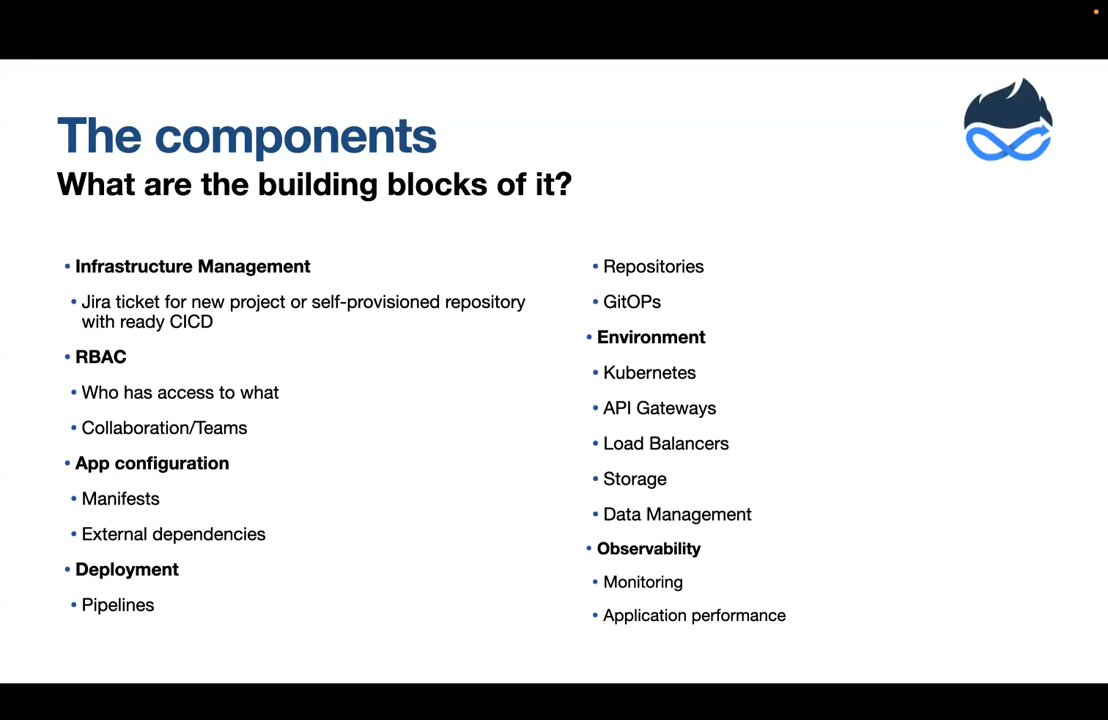 The components
What are the building blocks of it?
• Infrastructure Management
• Jira ticket for new project or self-provisioned repository
with ready CICD
• RBAC
• Who has access to what
• Collaboration/Teams
• App configuration
• Manifests
• External dependencies
• Deployment
• Pipelines
• Repositories
• GitOPs
• Environment
• Kubernetes
• API Gateways
• Load Balancers
• Storage
• Data Management
• Observability
• Monitoring
• Application performance